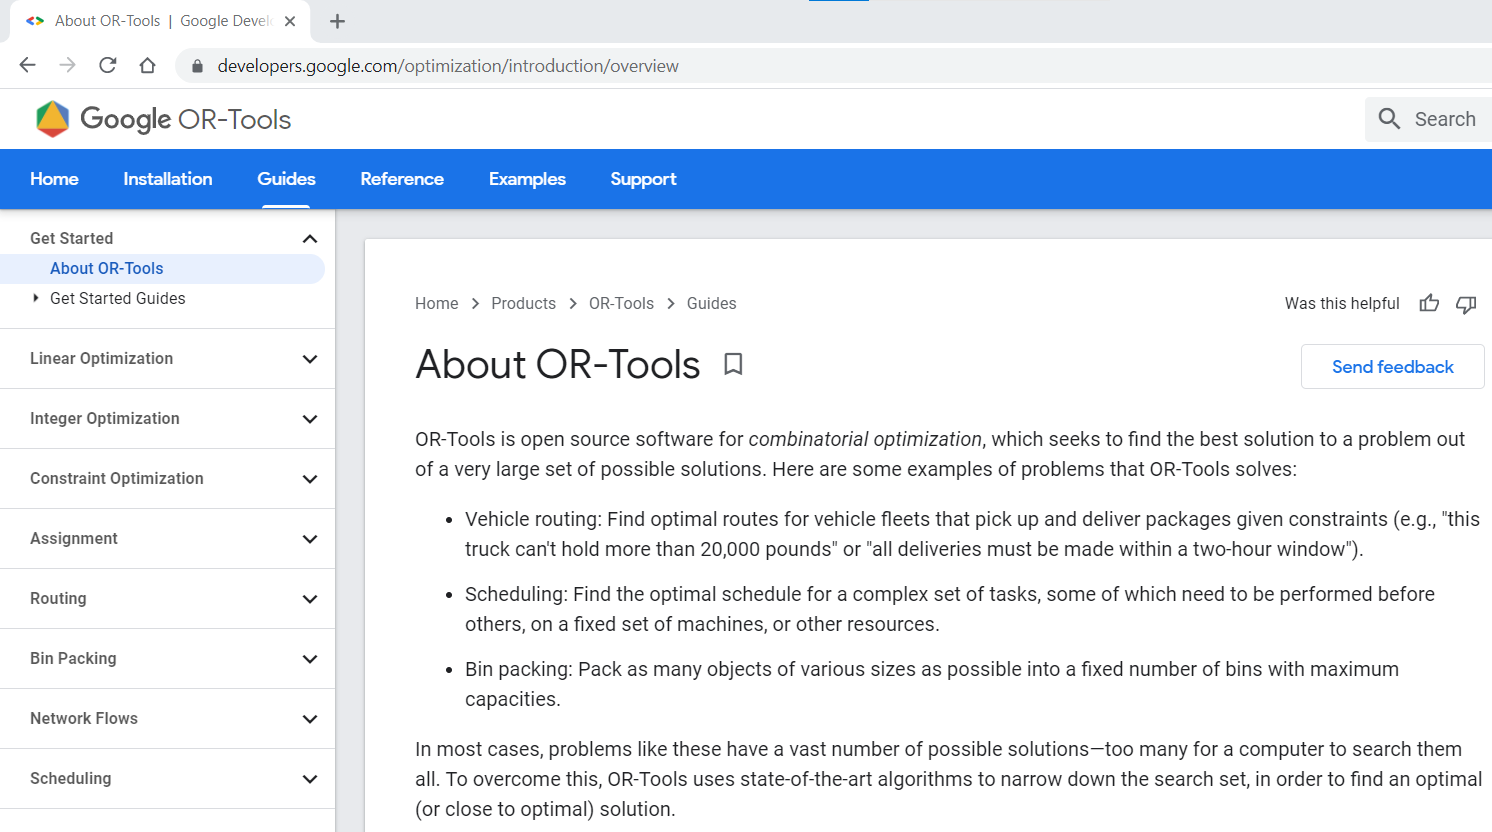 About OR-Tools | Google Devel
developers.google.com/optimization/introduction/overview
Google OR-Tools
Search
Home Installation Guides Reference Examples Support
Get Started
About OR-Tools
Get Started Guides
Linear Optimization
Integer Optimization
Constraint Optimization
Assignment
Routing
Bin Packing
Network Flows
Scheduling
Home > Products > OR-Tools > Guides
Was this helpful
About OR-Tools
Send feedback
OR-Tools is open source software for combinatorial optimization, which seeks to find the best solution to a problem out
of a very large set of possible solutions. Here are some examples of problems that OR-Tools solves:
• Vehicle routing: Find optimal routes for vehicle fleets that pick up and deliver packages given constraints (e.g., "this
truck can't hold more than 20,000 pounds" or "all deliveries must be made within a two-hour window").
• Scheduling: Find the optimal schedule for a complex set of tasks, some of which need to be performed before
others, on a fixed set of machines, or other resources.
• Bin packing: Pack as many objects of various sizes as possible into a fixed number of bins with maximum
capacities.
In most cases, problems like these have a vast number of possible solutions—too many for a computer to search them
all. To overcome this, OR-Tools uses state-of-the-art algorithms to narrow down the search set, in order to find an optimal
(or close to optimal) solution.